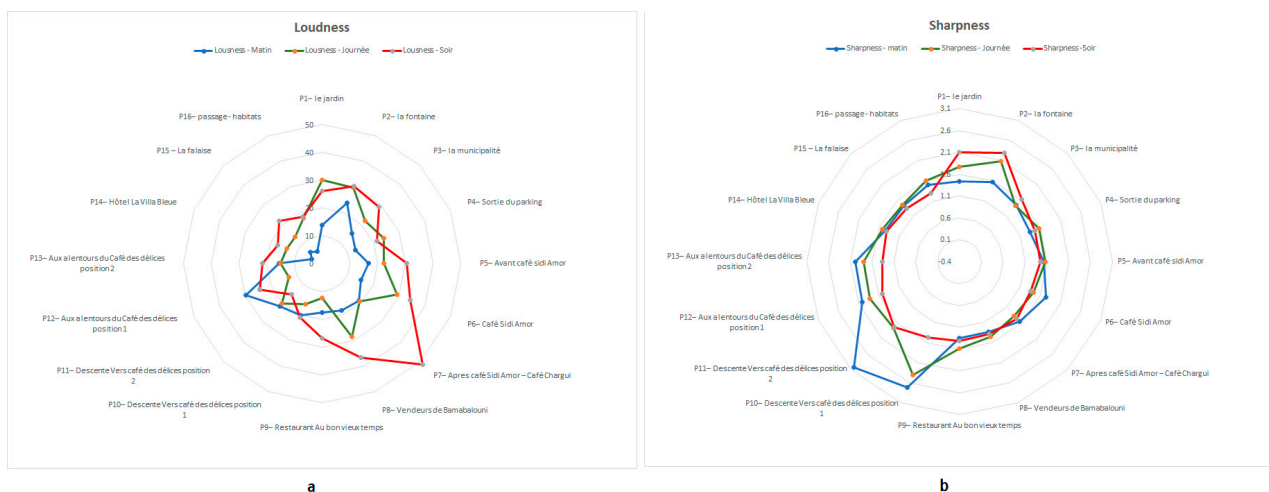 Loudness
Lousness - Matin
Lousness - Journée
Lousness - Soir
P1– le jardin
P2– la fontaine
P3– la municipalité
P4– Sortie du parking
P5– Avant café sidi Amor
P6– Café Sidi Amor
P7– Apres café Sidi Amor – Café Chargui
P8– Vendeurs de Bamabalouni
P9– Restaurant Au bon vieux temps
P10– Descente Vers café des délices position
1
P11– Descente Vers café des délices position
2
P12– Aux alentours du Café des délices
position 1
P13– Aux alentours du Café des délices
position 2
P14– Hôtel La Villa Bleue
P15 – La falaise
P16– passage - habitats
50
40
30
20
10
0
a
Sharpness
Sharpness - matin
Sharpness - Journée
Sharpness -Soir
P1– le jardin
P2– la fontaine
P3– la municipalité
P4– Sortie du parking
P5– Avant café sidi Amor
P6– Café Sidi Amor
P7– Apres café Sidi Amor – Café Chargui
P8– Vendeurs de Bamabalouni
P9– Restaurant Au bon vieux temps
P10– Descente Vers café des délices position
1
P11– Descente Vers café des délices position
2
P12– Aux alentours du Café des délices
position 1
P13– Aux alentours du Café des délices
position 2
P14– Hôtel La Villa Bleue
P15 – La falaise
P16– passage - habitats
3.1
2.6
2.1
1.6
1.1
0.6
0.1
-0.4
b